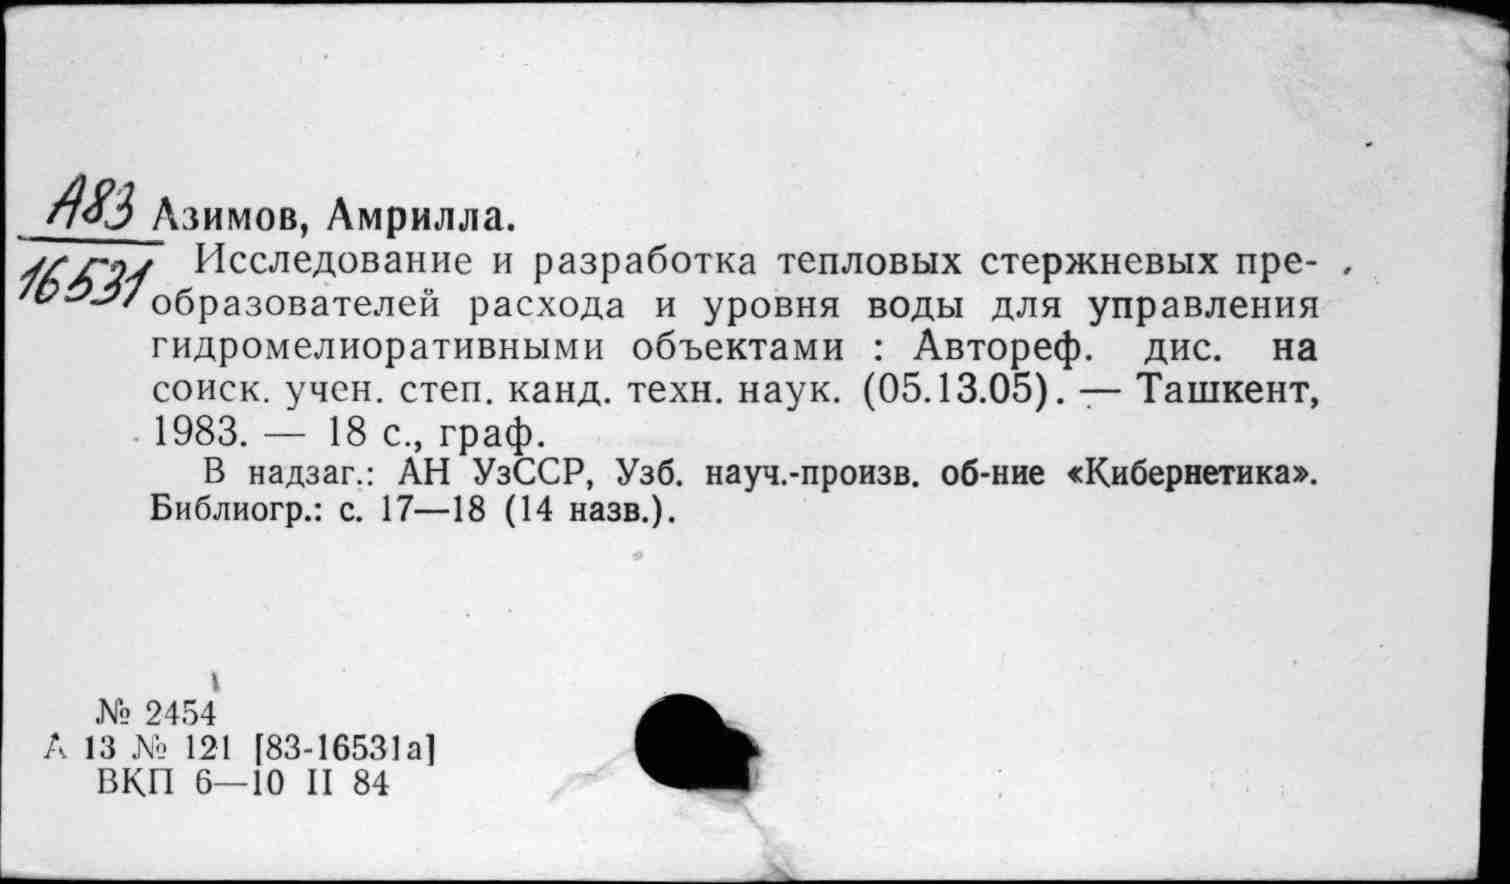 А83 Азимов, Амрилла.
16531 Исследование и разработка тепловых стержневых пре-
образователей расхода и уровня воды для управления
гидромелиоративными объектами : Автореф. дис. на
соиск. учен. степ. канд. техн. наук. (05.13.05). — Ташкент,
1983. — 18 с., граф.
В надзаг.: АН УзССР, Узб. науч.-произв. об-ние «Кибернетика».
Библиогр.: с. 17—18 (14 назв.).
№ 2454
А 13 № 121 [83-16531а]
ВКП 6—10 II 84